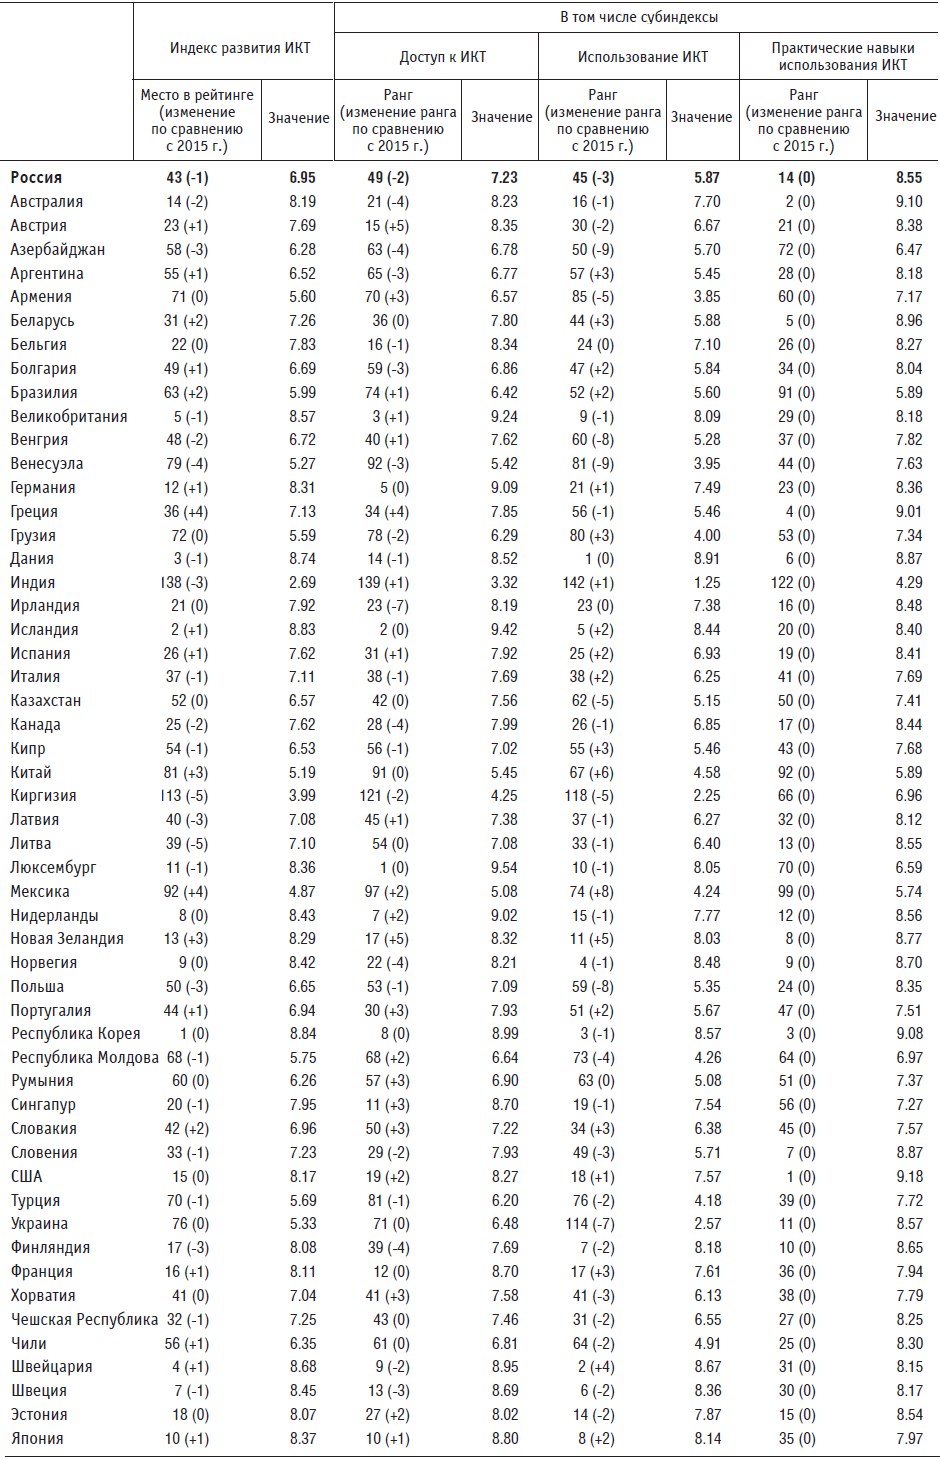 В том числе субиндексы
Индекс развития ИКТ
Доступ к ИКТ
Использование ИКТ
Практические навыки
использования ИКТ
Место в рейтинге
(изменение
по сравнению
с 2015 г.)
Значение
Ранг
(изменение ранга
по сравнению
с 2015 г.)
Значение
Ранг
(изменение ранга
по сравнению
с 2015 г.)
Значение
Ранг
(изменение ранга
по сравнению
с 2015 г.)
Значение
Россия 43 (-1) 6.95 49 (-2) 7.23 45 (-3) 5.87 14 (0) 8.55
Австралия 14 (-2) 8.19 21 (-4) 8.23 16 (-1) 7.70 2 (0) 9.10
Австрия 23 (+1) 7.69 15 (+5) 8.35 30 (-2) 6.67 21 (0) 8.38
Азербайджан 58 (-3) 6.28 63 (-4) 6.78 50 (-9) 5.70 72 (0) 6.47
Аргентина 55 (+1) 6.52 65 (-3) 6.77 57 (+3) 5.45 28 (0) 8.18
Армения 71 (0) 5.60 70 (+3) 6.57 85 (-5) 3.85 60 (0) 7.17
Беларусь 31 (+2) 7.26 36 (0) 7.80 44 (+3) 5.88 5 (0) 8.96
Бельгия 22 (0) 7.83 16 (-1) 8.34 24 (0) 7.10 26 (0) 8.27
Болгария 49 (+1) 6.69 59 (-3) 6.86 47 (+2) 5.84 34 (0) 8.04
Бразилия 63 (+2) 5.99 74 (+1) 6.42 52 (+2) 5.60 91 (0) 5.89
Великобритания 5 (-1) 8.57 3 (+1) 9.24 9 (-1) 8.09 29 (0) 8.18
Венгрия 48 (-2) 6.72 40 (+1) 7.62 60 (-8) 5.28 37 (0) 7.82
Венесуэла 79 (-4) 5.27 92 (-3) 5.42 81 (-9) 3.95 44 (0) 7.63
Германия 12 (+1) 8.31 5 (0) 9.09 21 (+1) 7.49 23 (0) 8.36
Греция 36 (+4) 7.13 34 (+4) 7.85 56 (-1) 5.46 4 (0) 9.01
Грузия 72 (0) 5.59 78 (-2) 6.29 80 (+3) 4.00 53 (0) 7.34
Дания 3 (-1) 8.74 14 (-1) 8.52 1 (0) 8.91 6 (0) 8.87
Индия 138 (-3) 2.69 139 (+1) 3.32 142 (+1) 1.25 122 (0) 4.29
Ирландия 21 (0) 7.92 23 (-7) 8.19 23 (0) 7.38 16 (0) 8.48
Исландия 2 (+1) 8.83 2 (0) 9.42 5 (+2) 8.44 20 (0) 8.40
Испания 26 (+1) 7.62 31 (+1) 7.92 25 (+2) 6.93 19 (0) 8.41
Италия 37 (-1) 7.11 38 (-1) 7.69 38 (+2) 6.25 41 (0) 7.69
Казахстан 52 (0) 6.57 42 (0) 7.56 62 (-5) 5.15 50 (0) 7.41
Канада 25 (-2) 7.62 28 (-4) 7.99 26 (-1) 6.85 17 (0) 8.44
Кипр 54 (-1) 6.53 56 (-1) 7.02 55 (+3) 5.46 43 (0) 7.68
Китай 81 (+3) 5.19 91 (0) 5.45 67 (+6) 4.58 92 (0) 5.89
Киргизия 113 (-5) 3.99 121 (-2) 4.25 118 (-5) 2.25 66 (0) 6.96
Латвия 40 (-3) 7.08 45 (+1) 7.38 37 (-1) 6.27 32 (0) 8.12
Литва 39 (-5) 7.10 54 (0) 7.08 33 (-1) 6.40 13 (0) 8.55
Люксембург 11 (-1) 8.36 1 (0) 9.54 10 (-1) 8.05 70 (0) 6.59
Мексика 92 (+4) 4.87 97 (+2) 5.08 74 (+8) 4.24 99 (0) 5.74
Нидерланды 8 (0) 8.43 7 (+2) 9.02 15 (-1) 7.77 12 (0) 8.56
Новая Зеландия 13 (+3) 8.29 17 (+5) 8.32 11 (+5) 8.03 8 (0) 8.77
Норвегия 9 (0) 8.42 22 (-4) 8.21 4 (-1) 8.48 9 (0) 8.70
Польша 50 (-3) 6.65 53 (-1) 7.09 59 (-8) 5.35 24 (0) 8.35
Португалия 44 (+1) 6.94 30 (+3) 7.93 51 (+2) 5.67 47 (0) 7.51
Республика Корея 1 (0) 8.84 8 (0) 8.99 3 (-1) 8.57 3 (0) 9.08
Республика Молдова 68 (-1) 5.75 68 (+2) 6.64 73 (-4) 4.26 64 (0) 6.97
Румыния 60 (0) 6.26 57 (+3) 6.90 63 (0) 5.08 51 (0) 7.37
Сингапур 20 (-1) 7.95 11 (+3) 8.70 19 (-1) 7.54 56 (0) 7.27
Словакия 42 (+2) 6.96 50 (+3) 7.22 34 (+3) 6.38 45 (0) 7.57
Словения 33 (-1) 7.23 29 (-2) 7.93 49 (-3) 5.71 7 (0) 8.87
США 15 (0) 8.17 19 (+2) 8.27 18 (+1) 7.57 1 (0) 9.18
Турция 70 (-1) 5.69 81 (-1) 6.20 76 (-2) 4.18 39 (0) 7.72
Украина 76 (0) 5.33 71 (0) 6.48 114 (-7) 2.57 11 (0) 8.57
Финляндия 17 (-3) 8.08 39 (-4) 7.69 7 (-2) 8.18 10 (0) 8.65
Франция 16 (+1) 8.11 12 (0) 8.70 17 (+3) 7.61 36 (0) 7.94
Хорватия 41 (0) 7.04 41 (+3) 7.58 41 (-3) 6.13 38 (0) 7.79
Чешская Республика 32 (-1) 7.25 43 (0) 7.46 31 (-2) 6.55 27 (0) 8.25
Чили 56 (+1) 6.35 61 (0) 6.81 64 (-2) 4.91 25 (0) 8.30
Швейцария 4 (+1) 8.68 9 (-2) 8.95 2 (+4) 8.67 31 (0) 8.15
Швеция 7 (-1) 8.45 13 (-3) 8.69 6 (-2) 8.36 30 (0) 8.17
Эстония 18 (0) 8.07 27 (+2) 8.02 14 (-2) 7.87 15 (0) 8.54
Япония 10 (+1) 8.37 10 (+1) 8.80 8 (+2) 8.14 35 (0) 7.97